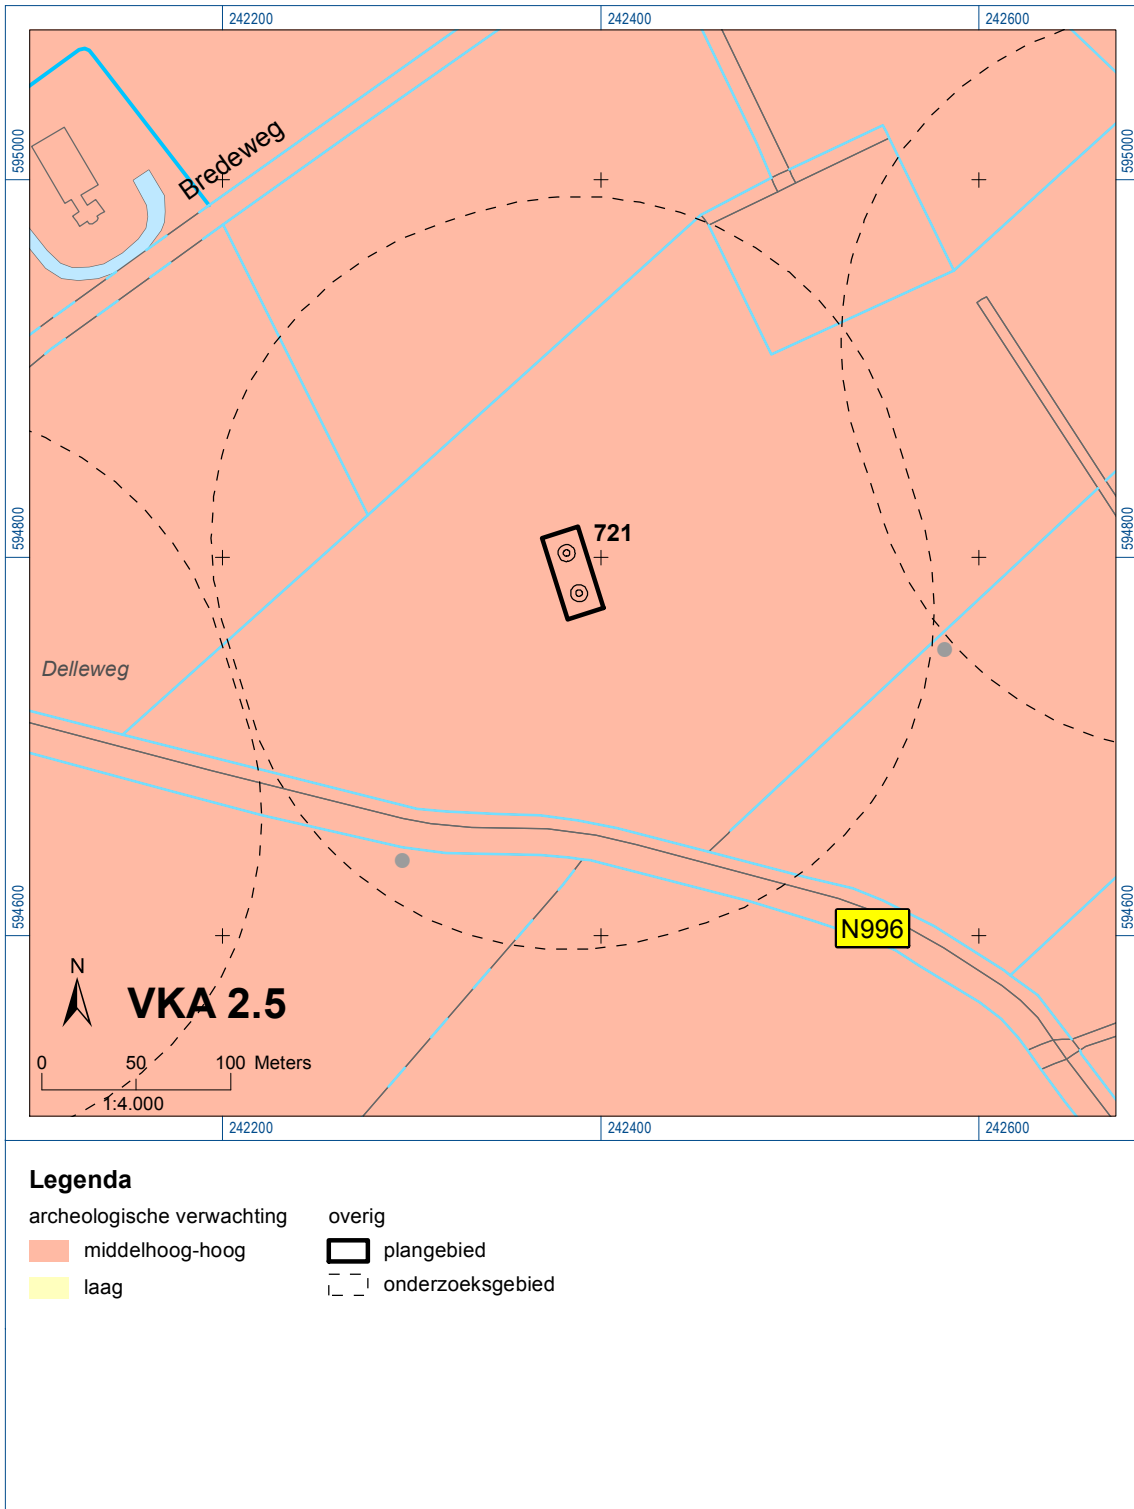 242200
242400
242600
595000
595000
Bredeweg
594800
594800
721
Delleweg
594600
594600
N996
N
VKA 2.5
0 50 100 Meters
1:4.000
242200
242400
242600
Legenda
archeologische verwachting
overig
middelhoog-hoog
plangebied
laag
onderzoeksgebied